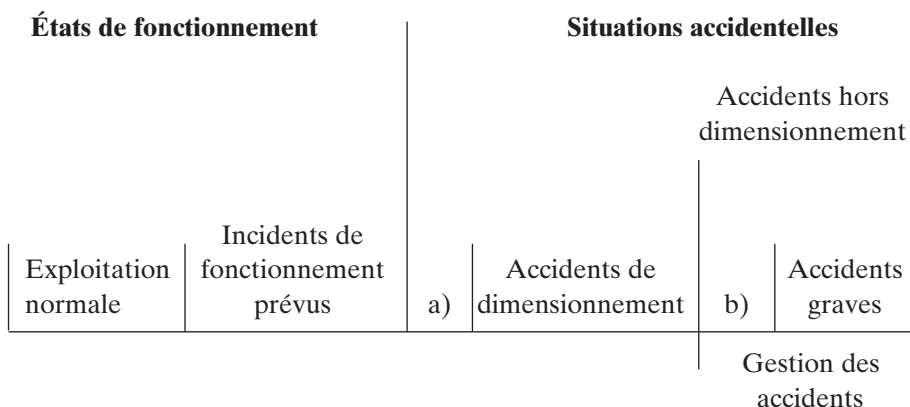 États de fonctionnement
Situations accidentelles
Accidents hors
dimensionnement
Exploitation
normale
Incidents de
fonctionnement
prévus
a)
Accidents de
dimensionnement
b)
Accidents
graves
Gestion des
accidents